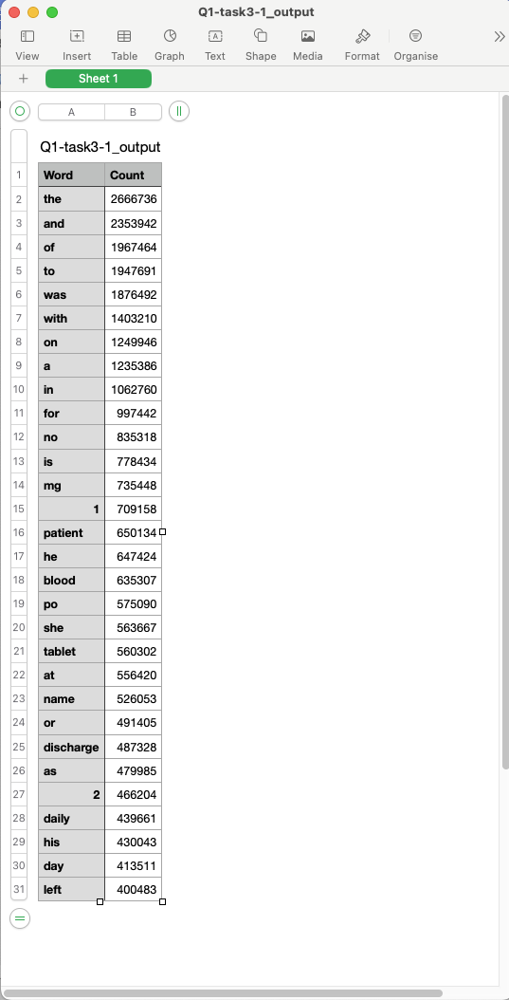 Q1-task3-1_output
View Insert Table Graph Text Shape Media Format Organise
Sheet 1
A B
Q1-task3-1_output
1 Word Count
2 the 2666736
3 and 2353942
4 of 1967464
5 to 1947691
6 was 1876492
7 with 1403210
8 on 1249946
9 a 1235386
10 in 1062760
11 for 997442
12 no 835318
13 is 778434
14 mg 735448
15 1 709158
16 patient 650134
17 he 647424
18 blood 635307
19 po 575090
20 she 563667
21 tablet 560302
22 at 556420
23 name 526053
24 or 491405
25 discharge 487328
26 as 479985
27 2 466204
28 daily 439661
29 his 430043
30 day 413511
31 left 400483